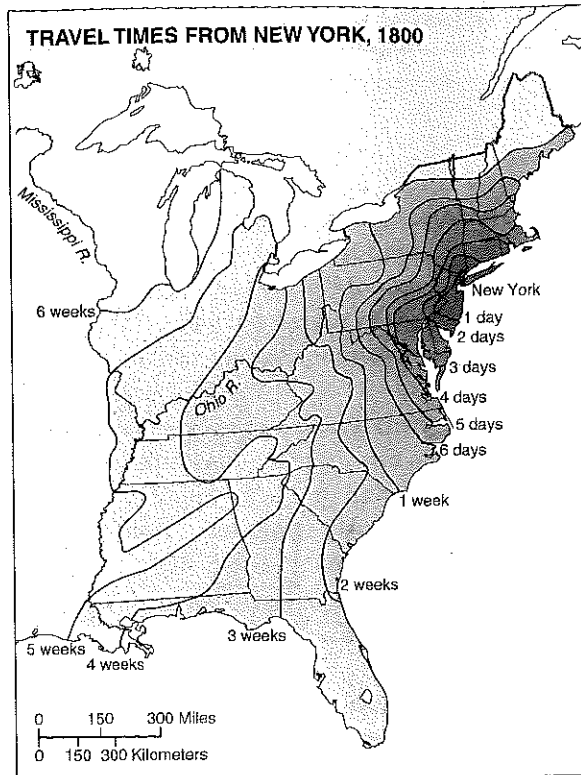 TRAVEL TIMES FROM NEW YORK, 1800
Mississippi R.
6 weeks
New York
1 day
2 days
3 days
Ohio R.
4 days
5 days
6 days
1 week
2 weeks
3 weeks
5 weeks
4 weeks
0 150 300 Miles
0 150 300 Kilometers